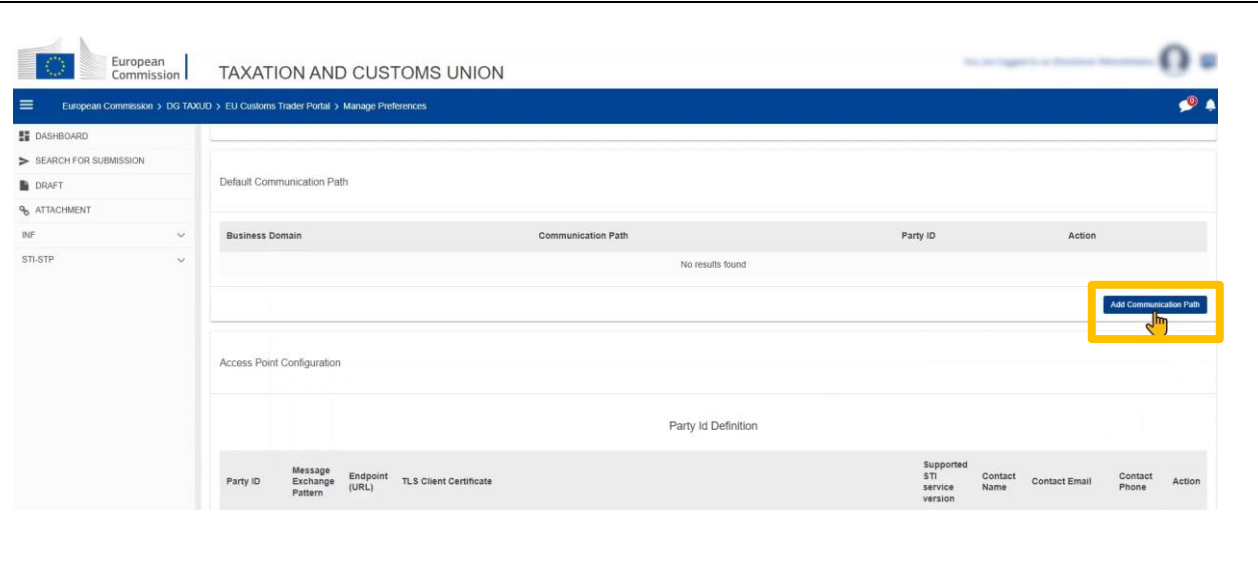 European
Commission
TAXATION AND CUSTOMS UNION
European Commission > DG TAXUD > EU Customs Trader Portal > Manage Preferences
0
DASHBOARD
SEARCH FOR SUBMISSION
DRAFT
ATTACHMENT
INF
STI-STP
Default Communication Path
Business Domain Communication Path Party ID Action
No results found
Add Communication Path
Access Point Configuration
Party Id Definition
Party ID
Message
Exchange
Pattern
Endpoint
(URL)
TLS Client Certificate
Supported
STI
service
version
Contact
Name
Contact Email
Contact
Phone
Action